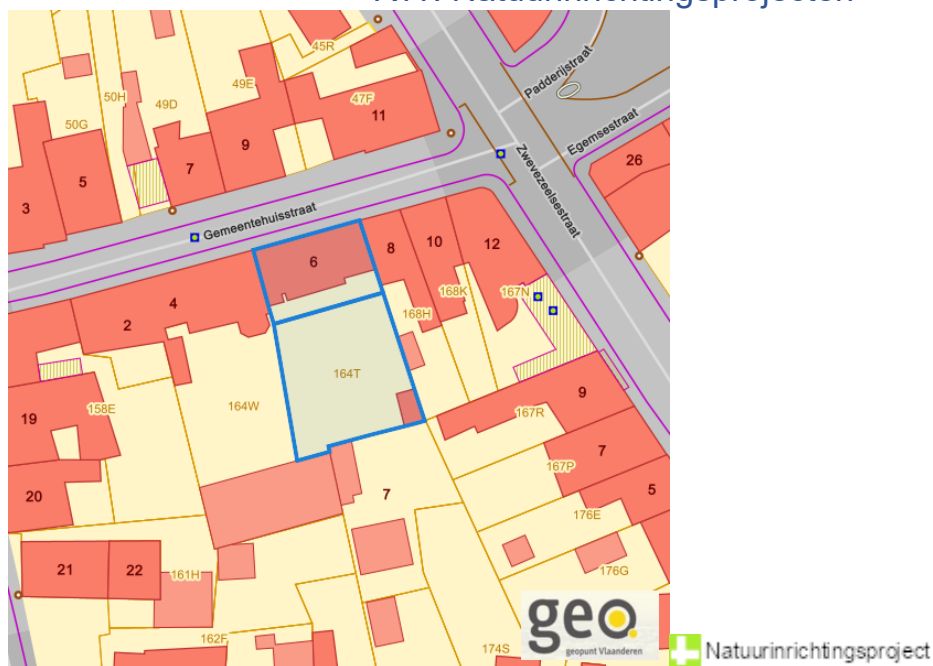 45R
50H
49D
49E
47F
50G
11
9
7
5
3
Padderijstraat
Egemsestraat
Zwevezeelsestraat
26
Gemeentehuisstraat
6
8
10
12
4
2
168K
167N
168H
164T
164W
158E
19
9
167R
7
167P
20
7
5
176E
21
22
161H
176G
162F
174S
geo.
geopunt Vlaanderen
Natuurinrichtingsproject